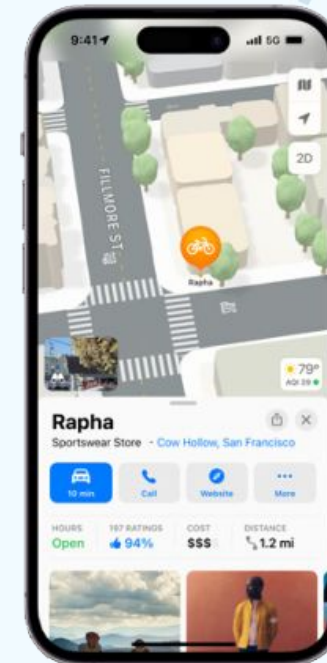 9:41
5G
2D
FILLMORE ST
Rapha
79°
AQI 29
Rapha
Sportswear Store - Cow Hollow, San Francisco
10 min
Call
Website
More
HOURS
197 RATINGS
COST
DISTANCE
Open
94%
$$$
1.2 mi